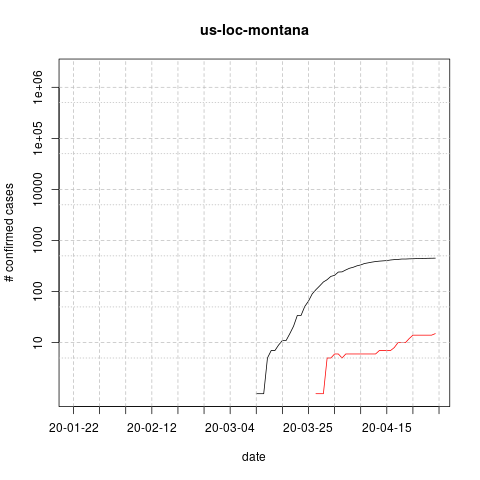 us-loc-montana
1e+06
1e+05
10000
1000
100
10
# confirmed cases
20-01-22
20-02-12
20-03-04
20-03-25
20-04-15
date